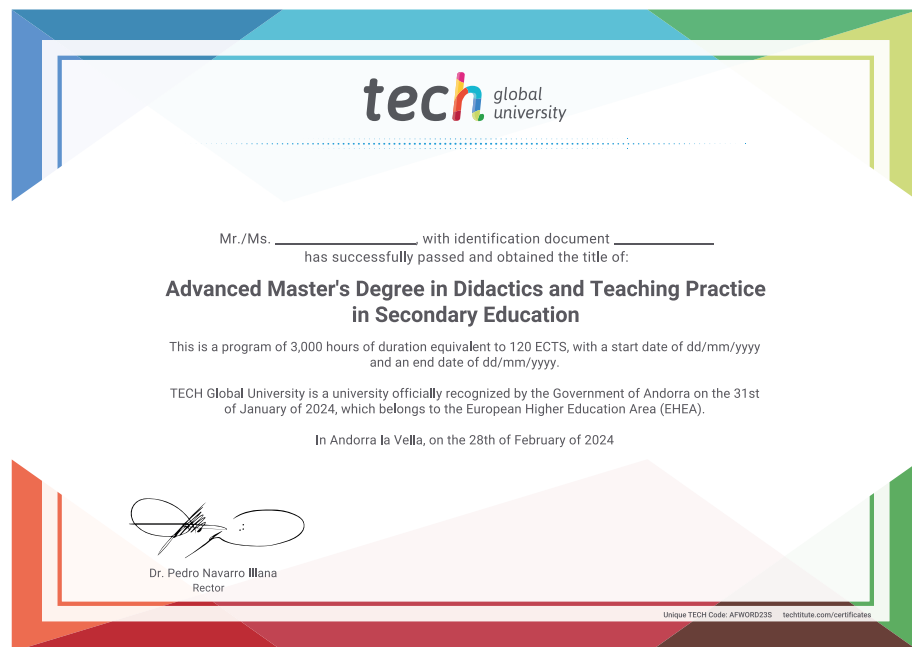 tech global university
Mr./Ms. ________________, with identification document ____________
has successfully passed and obtained the title of:
Advanced Master's Degree in Didactics and Teaching Practice
in Secondary Education
This is a program of 3,000 hours of duration equivalent to 120 ECTS, with a start date of dd/mm/yyyy
and an end date of dd/mm/yyyy.
TECH Global University is a university officially recognized by the Government of Andorra on the 31st
of January of 2024, which belongs to the European Higher Education Area (EHEA).
In Andorra la Vella, on the 28th of February of 2024
Dr. Pedro Navarro Illana
Rector
Unique TECH Code: AFWORD23S techtitute.com/certificates